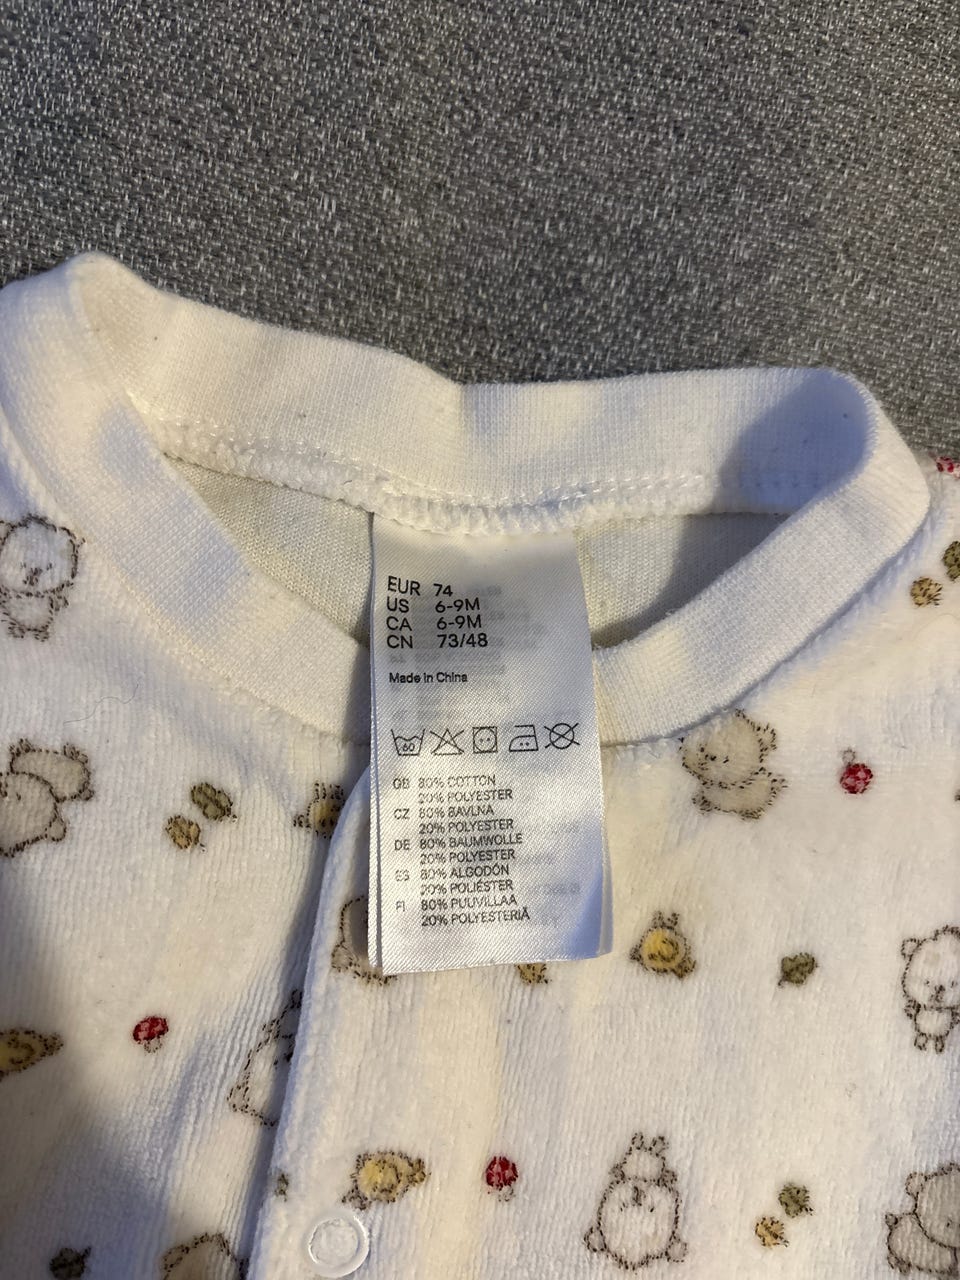 EUR 74
US 6-9M
CA 6-9M
CN 73/48
Made in China
60
GB 80% COTTON
20% POLYESTER
CZ 80% BAVLNA
20% POLYESTER
DE 80% BAUMWOLLE
20% POLYESTER
ES 80% ALGODÓN
20% POLIÉSTER
FI 80% PUUVILLAA
20% POLYESTERIÄ